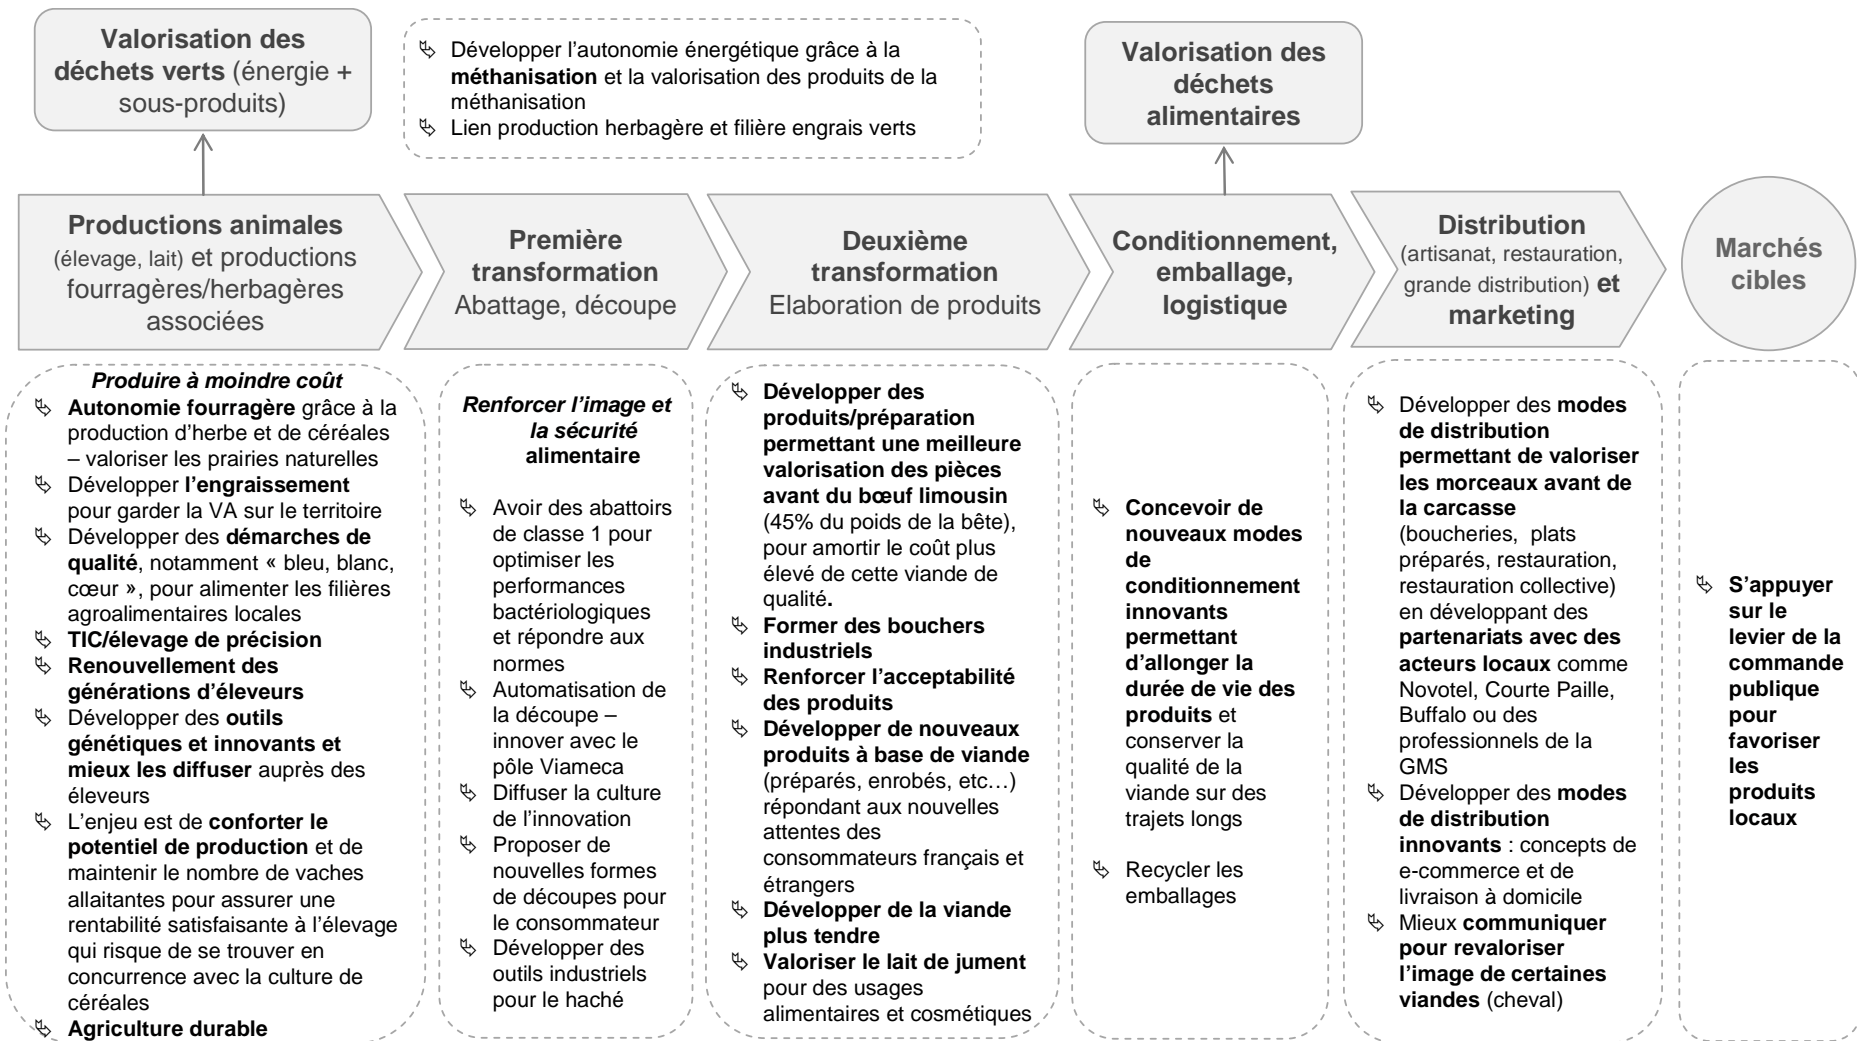 Valorisation des
déchets verts (énergie +
sous-produits)
Développer l'autonomie énergétique grâce à la
méthanisation et la valorisation des produits de la
méthanisation
Lien production herbagère et filière engrais verts
Valorisation des
déchets
alimentaires
Productions animales
(élevage, lait) et productions
fourragères/herbagères
associées
Première
transformation
Abattage, découpe
Deuxième
transformation
Elaboration de produits
Conditionnement,
emballage,
logistique
Distribution
(artisanat, restauration,
grande distribution) et
marketing
Marchés
cibles
Produire à moindre coût
Autonomie fourragère grâce à la
production d'herbe et de céréales
– valoriser les prairies naturelles
Développer l'engraissement
pour garder la VA sur le territoire
Développer des démarches de
qualité, notamment « bleu, blanc,
cœur », pour alimenter les filières
agroalimentaires locales
TIC/élevage de précision
Renouvellement des
générations d'éleveurs
Développer des outils
génétiques et innovants et
mieux les diffuser auprès des
éleveurs
L'enjeu est de conforter le
potentiel de production et de
maintenir le nombre de vaches
allaitantes pour assurer une
rentabilité satisfaisante à l'élevage
qui risque de se trouver en
concurrence avec la culture de
céréales
Agriculture durable
Renforcer l'image et
la sécurité
alimentaire
Avoir des abattoirs
de classe 1 pour
optimiser les
performances
bactériologiques
et répondre aux
normes
Automatisation de
la découpe –
innover avec le
pôle Viameca
Diffuser la culture
de l'innovation
Proposer de
nouvelles formes
de découpes pour
le consommateur
Développer des
outils industriels
pour le haché
Développer des
produits/préparation
permettant une meilleure
valorisation des pièces
avant du bœuf limousin
(45% du poids de la bête),
pour amortir le coût plus
élevé de cette viande de
qualité.
Former des bouchers
industriels
Renforcer l'acceptabilité
des produits
Développer de nouveaux
produits à base de viande
(préparés, enrobés, etc…)
répondant aux nouvelles
attentes des
consommateurs français et
étrangers
Développer de la viande
plus tendre
Valoriser le lait de jument
pour des usages
alimentaires et cosmétiques
Concevoir de
nouveaux modes
de
conditionnement
innovants
permettant
d'allonger la
durée de vie des
produits et
conserver la
qualité de la
viande sur des
trajets longs
Recycler les
emballages
Développer des modes
de distribution
permettant de valoriser
les morceaux avant de
la carcasse
(boucheries, plats
préparés, restauration,
restauration collective)
en développant des
partenariats avec des
acteurs locaux comme
Novotel, Courte Paille,
Buffalo ou des
professionnels de la
GMS
Développer des modes
de distribution
innovants : concepts de
e-commerce et de
livraison à domicile
Mieux communiquer
pour revaloriser
l'image de certaines
viandes (cheval)
S'appuyer
sur le
levier de la
commande
publique
pour
favoriser
les
produits
locaux